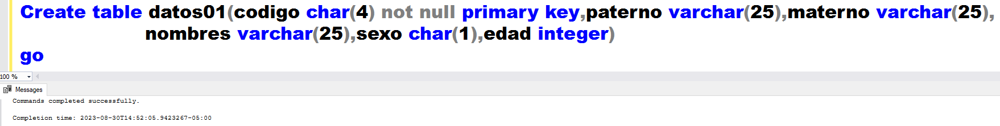 Create table datos01(codigo char(4) not null primary key,paterno varchar(25),materno varchar(25),
nombres varchar(25),sexo char(1),edad integer)
go
100 %
Messages
Commands completed successfully.
Completion time: 2023-08-30T14:52:05.9423267-05:00